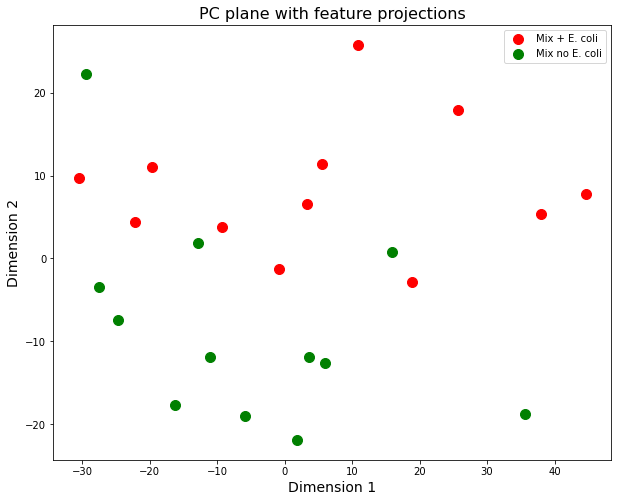 PC plane with feature projections
Mix + E. coli
Mix no E. coli
Dimension 2
20
10
0
−10
−20
−30
−20
−10
0
10
20
30
40
Dimension 1